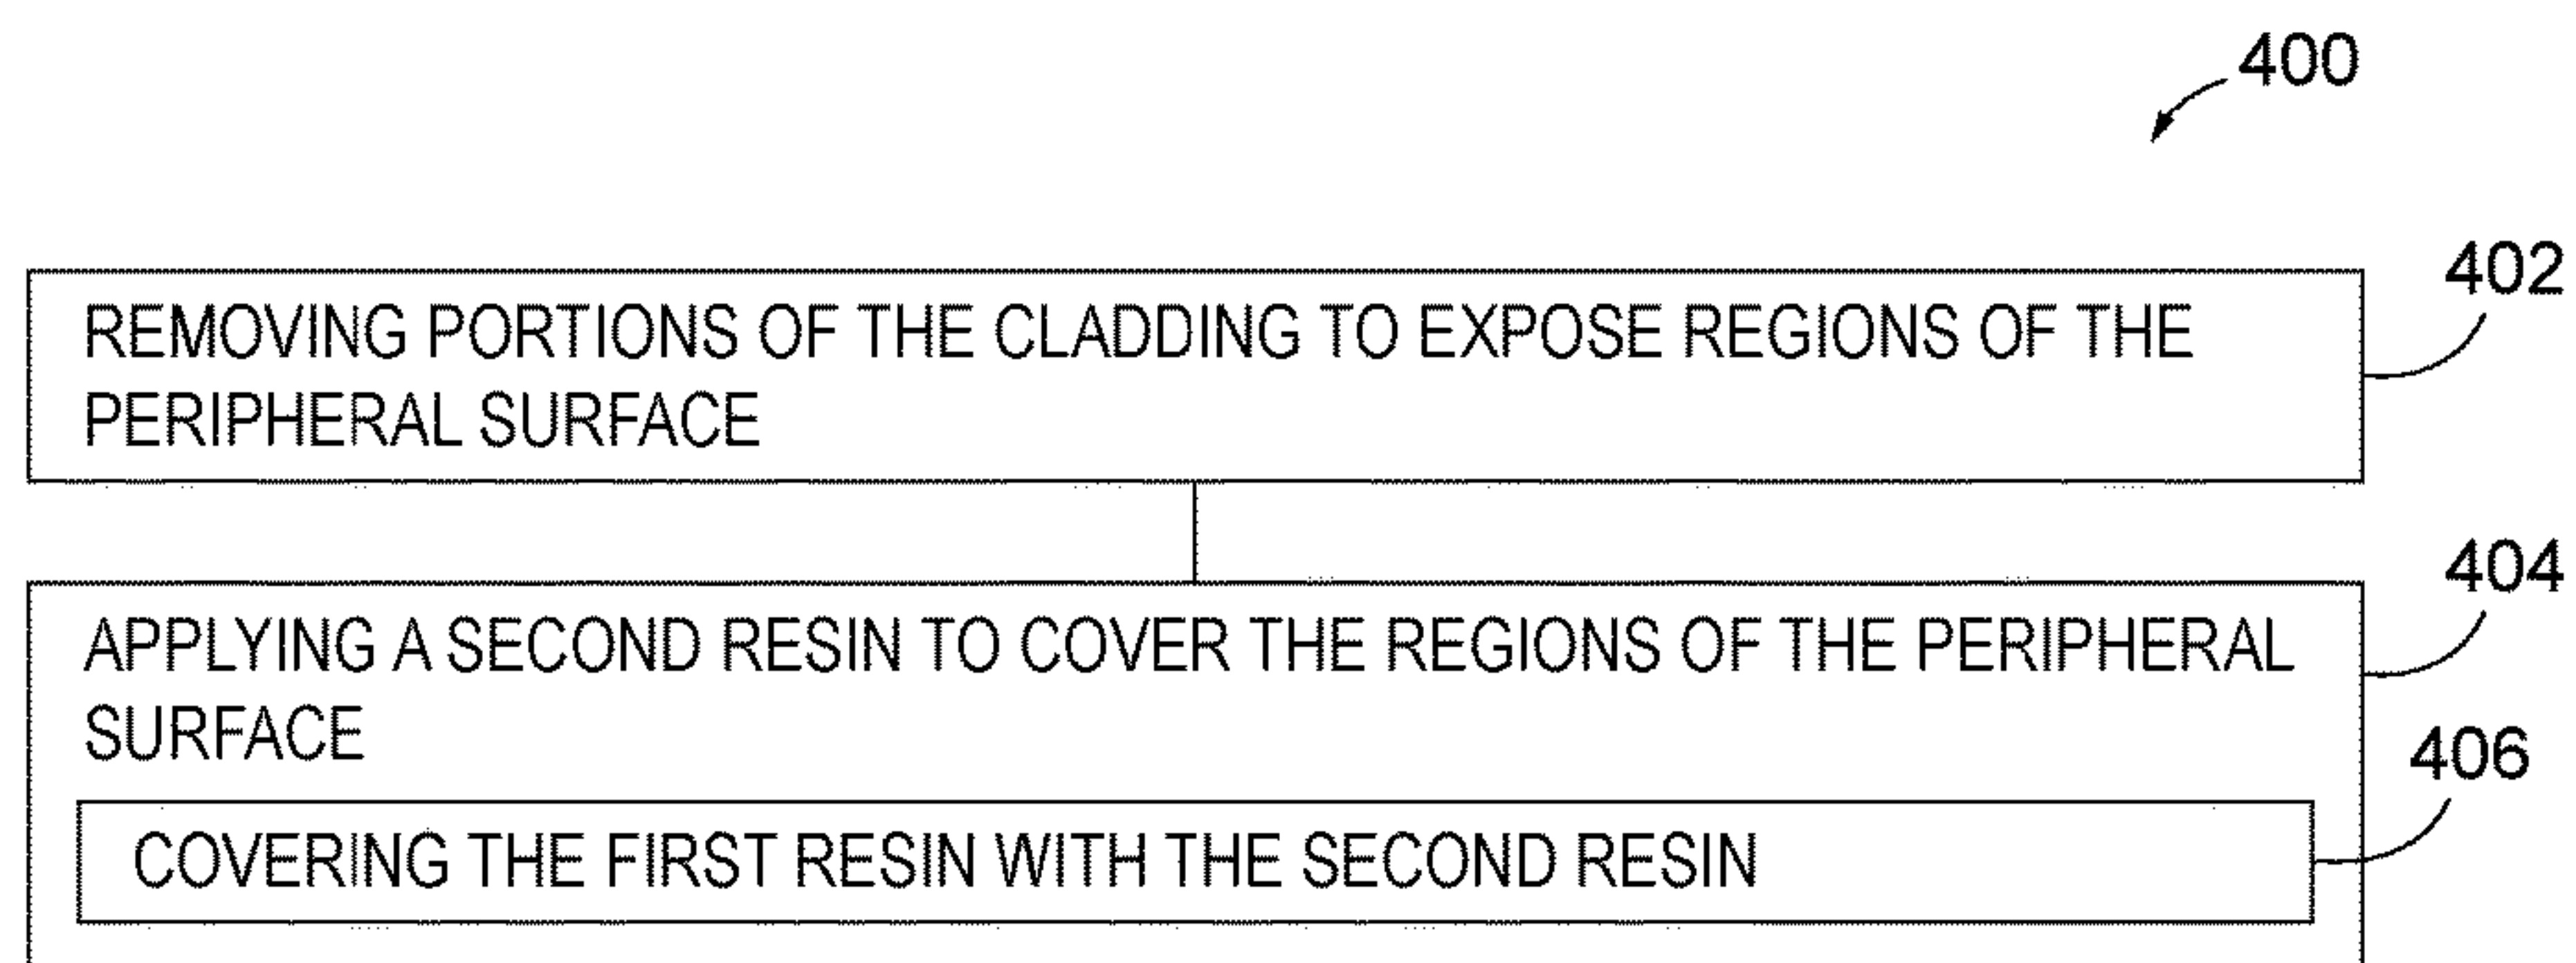 400
402
REMOVING PORTIONS OF THE CLADDING TO EXPOSE REGIONS OF THE
PERIPHERAL SURFACE
404
APPLYING A SECOND RESIN TO COVER THE REGIONS OF THE PERIPHERAL
SURFACE
406
COVERING THE FIRST RESIN WITH THE SECOND RESIN